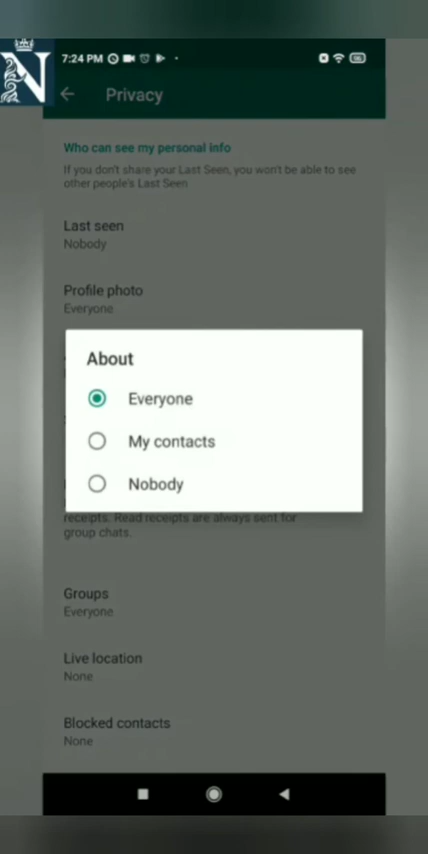 N
7:24 PM
Privacy
Who can see my personal info
If you don't share your Last Seen, you won't be able to see
other people's Last Seen
Last seen
Nobody
Profile photo
Everyone
About
Everyone
My contacts
Nobody
receipts. Read receipts are always sent for
group chats.
Groups
Everyone
Live location
None
Blocked contacts
None